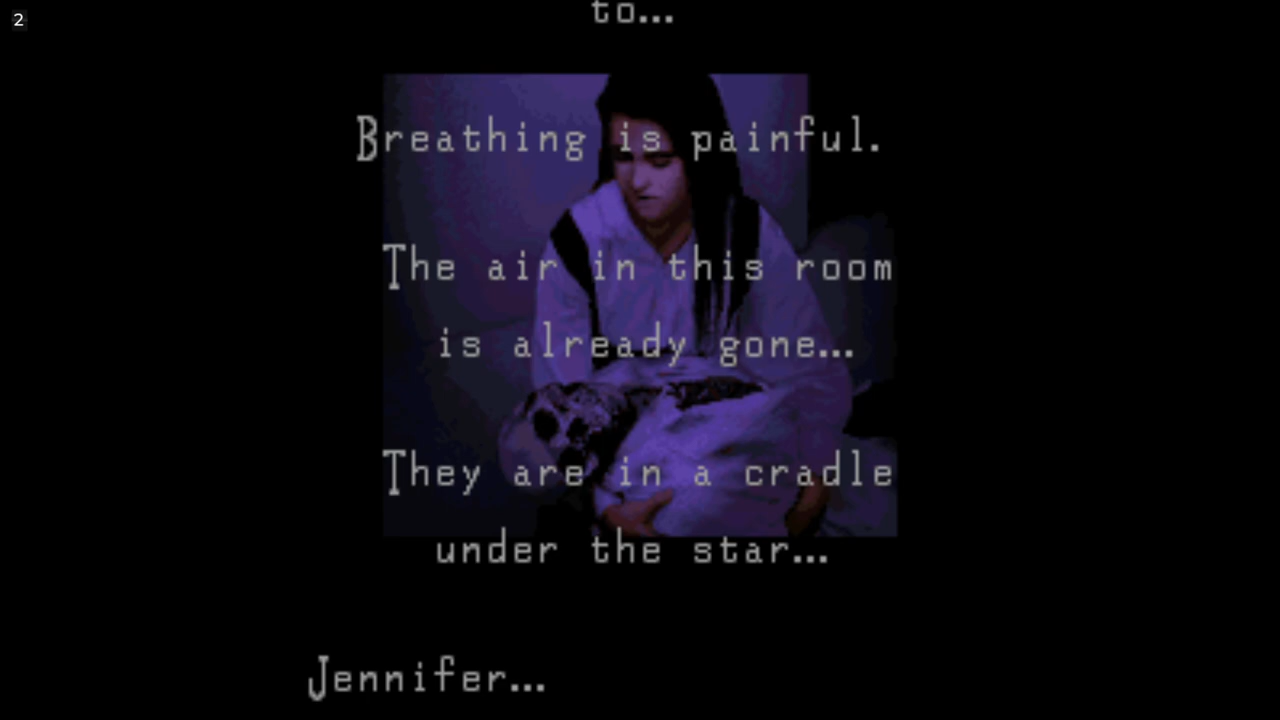 2
to...
Breathing is painful.
The air in this room
is already gone...
They are in a cradle
under the star...
Jennifer...